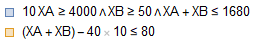 10 XA ≥ 4000 ∧ XB ≥ 50 ∧ XA + XB ≤ 1680
(XA + XB) − 40 × 10 ≤ 80